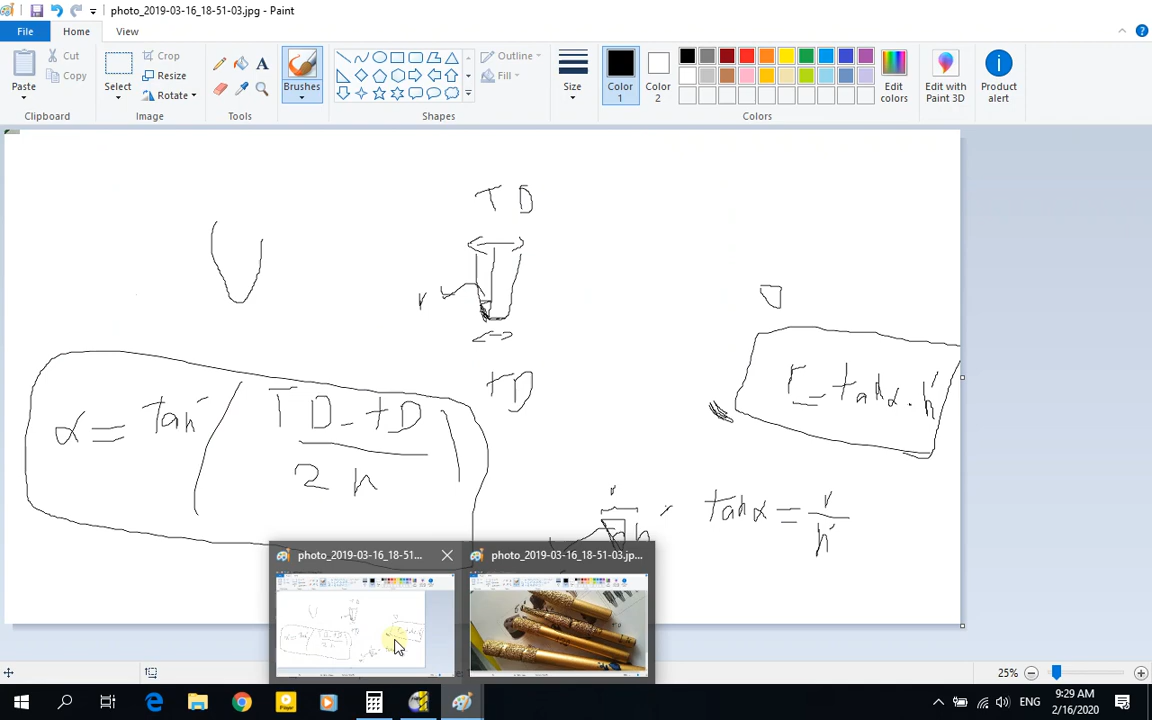 photo_2019-03-16_18-51-03.jpg - Paint
File Home View
Paste
Cut
Copy
Clipboard
Select
Crop
Resize
Rotate
Image
A
Tools
Brushes
Outline
Fill
Shapes
Size
Color
1
Color
2
Edit
colors
Colors
Edit with
Paint 3D
Product
alert
T D
r
tD
r = tanα . h'
α = tan⁻ ( TD - tD
2 h )
r
h
tanα = r
h'
photo_2019-03-16_18-51-...
photo_2019-03-16_18-51-03.jp...
25%
ENG
9:29 AM
2/16/2020